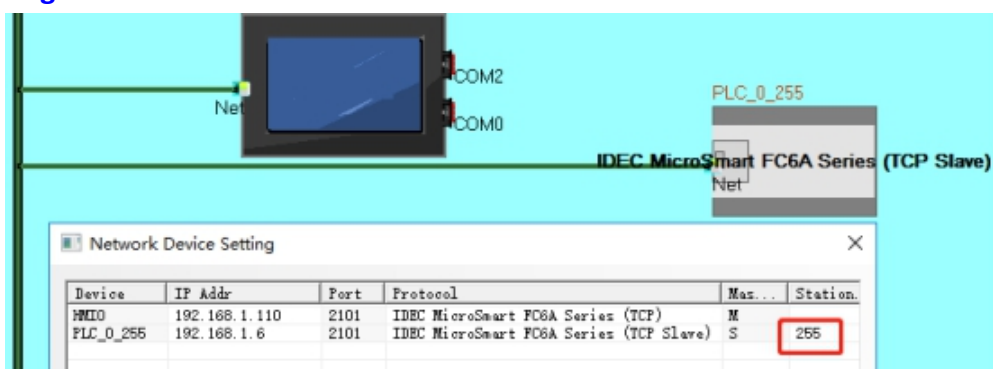 COM2
Net
COM0
PLC_0_255
IDEC MicroSmart FC6A Series (TCP Slave)
Net
Network Device Setting
Device IP Addr Port Protocol Mas... Station.
HMI0 192.168.1.110 2101 IDEC MicroSmart FC6A Series (TCP) M
PLC_0_255 192.168.1.6 2101 IDEC MicroSmart FC6A Series (TCP Slave) S 255